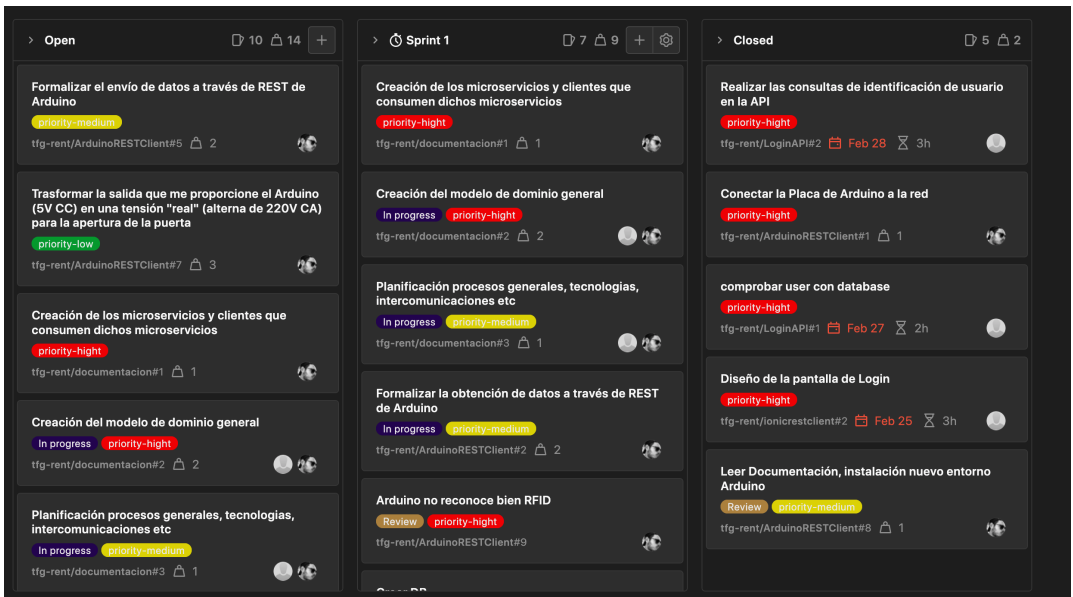 Open 10 14
Formalizar el envío de datos a través de REST de
Arduino
priority-medium
tfg-rent/ArduinoRESTClient#5 2
Trasformar la salida que me proporcione el Arduino
(5V CC) en una tensión "real" (alterna de 220V CA)
para la apertura de la puerta
priority-low
tfg-rent/ArduinoRESTClient#7 3
Creación de los microservicios y clientes que
consumen dichos microservicios
priority-hight
tfg-rent/documentacion#1 1
Creación del modelo de dominio general
In progress priority-hight
tfg-rent/documentacion#2 2
Planificación procesos generales, tecnologias,
intercomunicaciones etc
In progress priority-medium
tfg-rent/documentacion#3 1
Sprint 1 7 9
Creación de los microservicios y clientes que
consumen dichos microservicios
priority-hight
tfg-rent/documentacion#1 1
Creación del modelo de dominio general
In progress priority-hight
tfg-rent/documentacion#2 2
Planificación procesos generales, tecnologias,
intercomunicaciones etc
In progress priority-medium
tfg-rent/documentacion#3 1
Formalizar la obtención de datos a través de REST
de Arduino
In progress priority-medium
tfg-rent/ArduinoRESTClient#2 2
Arduino no reconoce bien RFID
Review priority-hight
tfg-rent/ArduinoRESTClient#9
Closed 5 2
Realizar las consultas de identificación de usuario
en la API
priority-hight
tfg-rent/LoginAPI#2 Feb 28 3h
Conectar la Placa de Arduino a la red
priority-hight
tfg-rent/ArduinoRESTClient#1 1
comprobar user con database
priority-hight
tfg-rent/LoginAPI#1 Feb 27 2h
Diseño de la pantalla de Login
priority-hight
tfg-rent/ionicrestclient#2 Feb 25 3h
Leer Documentación, instalación nuevo entorno
Arduino
Review priority-medium
tfg-rent/ArduinoRESTClient#8 1